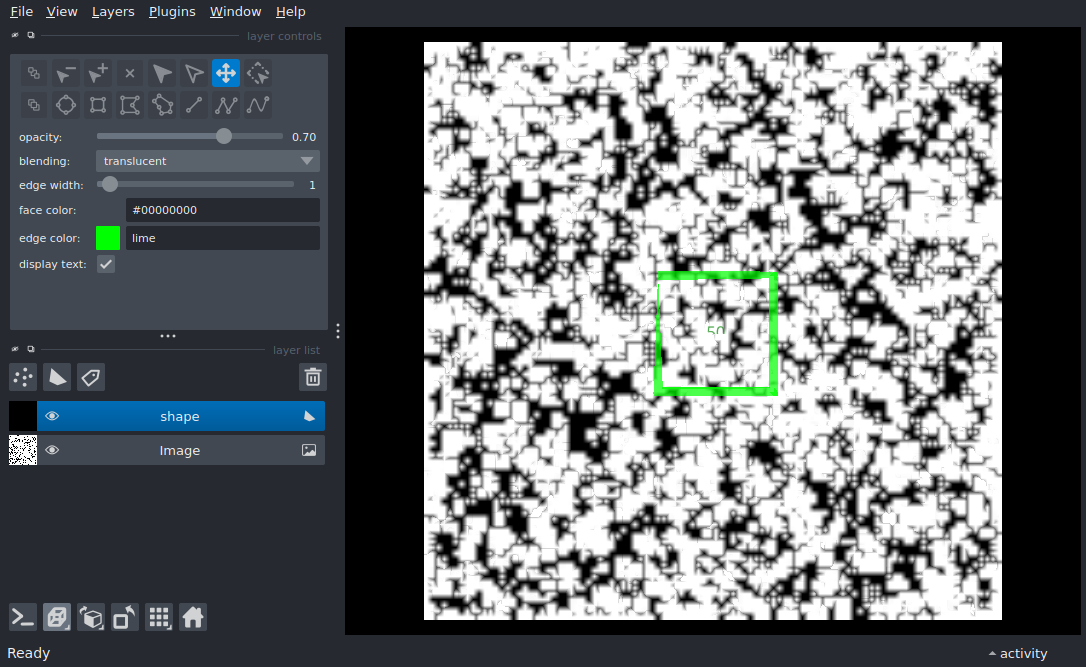 File View Layers Plugins Window Help
layer controls
opacity: 0.70
blending: translucent
edge width: 1
face color: #00000000
edge color: lime
display text:
50
layer list
shape
Image
Ready
activity